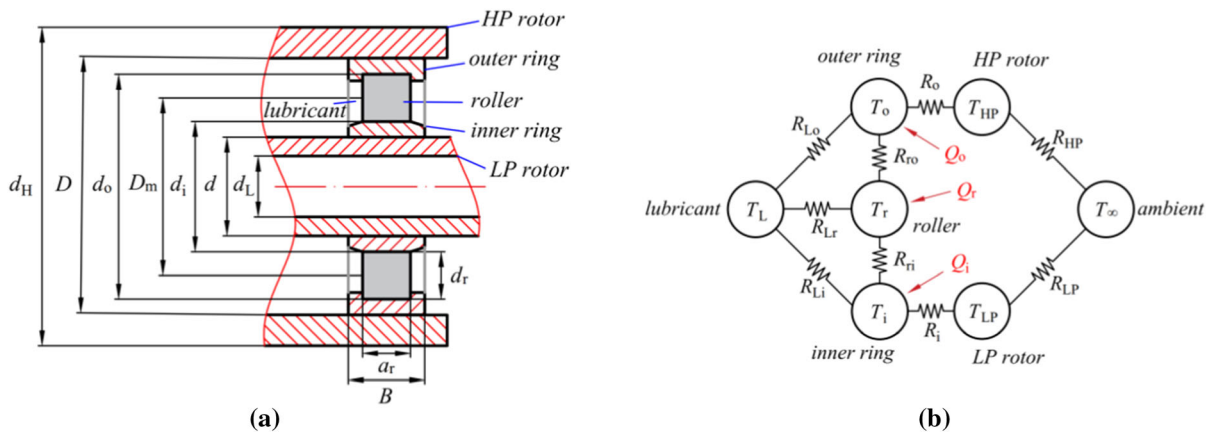 HP rotor
outer ring
lubricant
roller
inner ring
LP rotor
d_H
D
d_o
D_m
d_i
d
d_L
d_r
a_r
B
(a)
outer ring
HP rotor
T_o
R_o
T_HP
R_Lo
R_ro
Q_o
R_HP
lubricant
T_L
R_Lr
T_r
Q_r
roller
T_∞
ambient
R_Li
R_ri
Q_i
R_LP
T_i
R_i
T_LP
inner ring
LP rotor
(b)